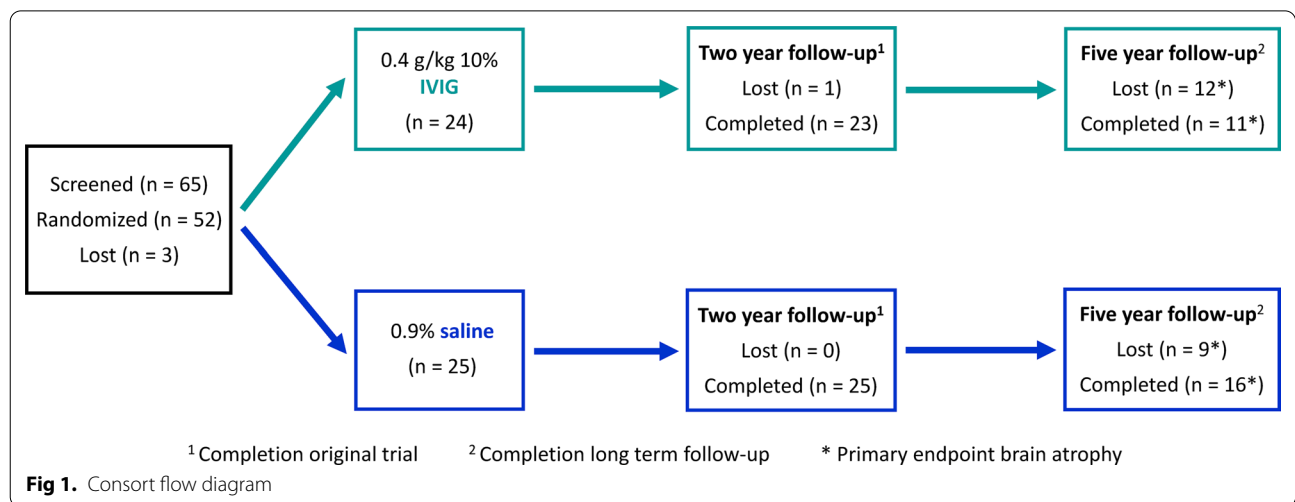 Screened (n = 65)
Randomized (n = 52)
Lost (n = 3)
0.4 g/kg 10%
IVIG
(n = 24)
Two year follow-up¹
Lost (n = 1)
Completed (n = 23)
Five year follow-up²
Lost (n = 12*)
Completed (n = 11*)
0.9% saline
(n = 25)
Two year follow-up¹
Lost (n = 0)
Completed (n = 25)
Five year follow-up²
Lost (n = 9*)
Completed (n = 16*)
¹ Completion original trial ² Completion long term follow-up * Primary endpoint brain atrophy
Fig 1. Consort flow diagram